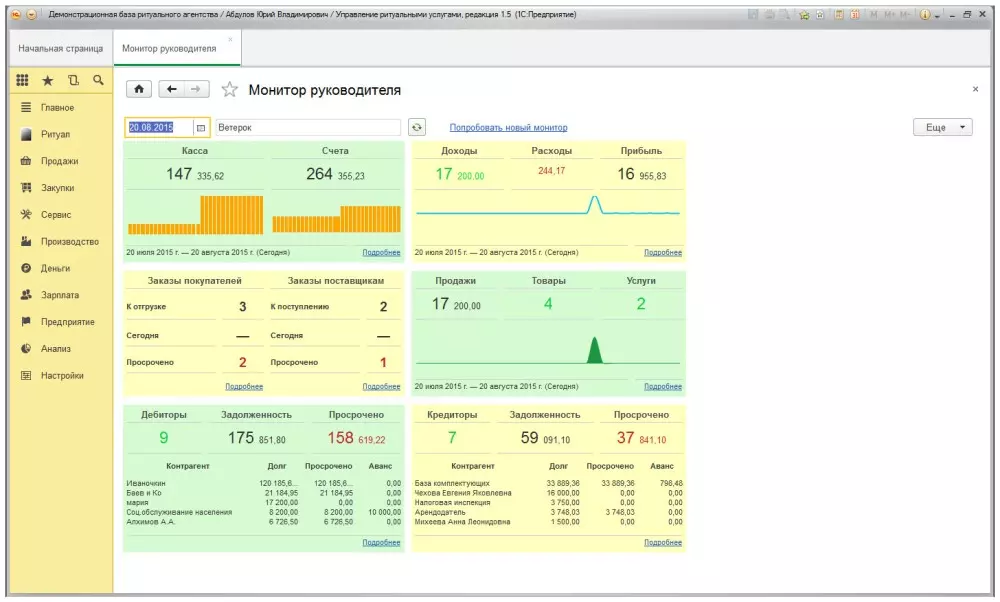 Демонстрационная база ритуального агентства / Абдулов Юрий Владимирович / Управление ритуальными услугами, редакция 1.5 (1С:Предприятие)
M M+ M-
Начальная страница
Монитор руководителя
Главное
Ритуал
Продажи
Закупки
Сервис
Производство
Деньги
Зарплата
Предприятие
Анализ
Настройки
Монитор руководителя
20.08.2015 Ветерок Попробовать новый монитор Еще
Касса Счета
147 335,62 264 355,23
20 июля 2015 г. — 20 августа 2015 г. (Сегодня) Подробнее
Доходы Расходы Прибыль
17 200,00 244,17 16 955,83
20 июля 2015 г. — 20 августа 2015 г. (Сегодня) Подробнее
Заказы покупателей Заказы поставщикам
К отгрузке 3 К поступлению 2
Сегодня — Сегодня —
Просрочено 2 Просрочено 1
Подробнее Подробнее
Продажи Товары Услуги
17 200,00 4 2
20 июля 2015 г. — 20 августа 2015 г. (Сегодня) Подробнее
Дебиторы Задолженность Просрочено
9 175 851,80 158 619,22
Контрагент Долг Просрочено Аванс
Иваночкин 120 185,6... 120 185,6... 0,00
Баев и Ко 21 184,95 21 184,95 0,00
мария 17 200,00 0,00 0,00
Соц.обслуживание населения 8 200,00 8 200,00 10 000,00
Алхимов А.А. 6 726,50 6 726,50 0,00
Подробнее
Кредиторы Задолженность Просрочено
7 59 091,10 37 841,10
Контрагент Долг Просрочено Аванс
База комплектующих 33 889,36 33 889,36 798,48
Чехова Евгения Яковлевна 16 000,00 0,00 0,00
Налоговая инспекция 3 750,00 0,00 0,00
Арендодатель 3 748,03 3 748,03 0,00
Михеева Анна Леонидовна 1 500,00 0,00 0,00
Подробнее